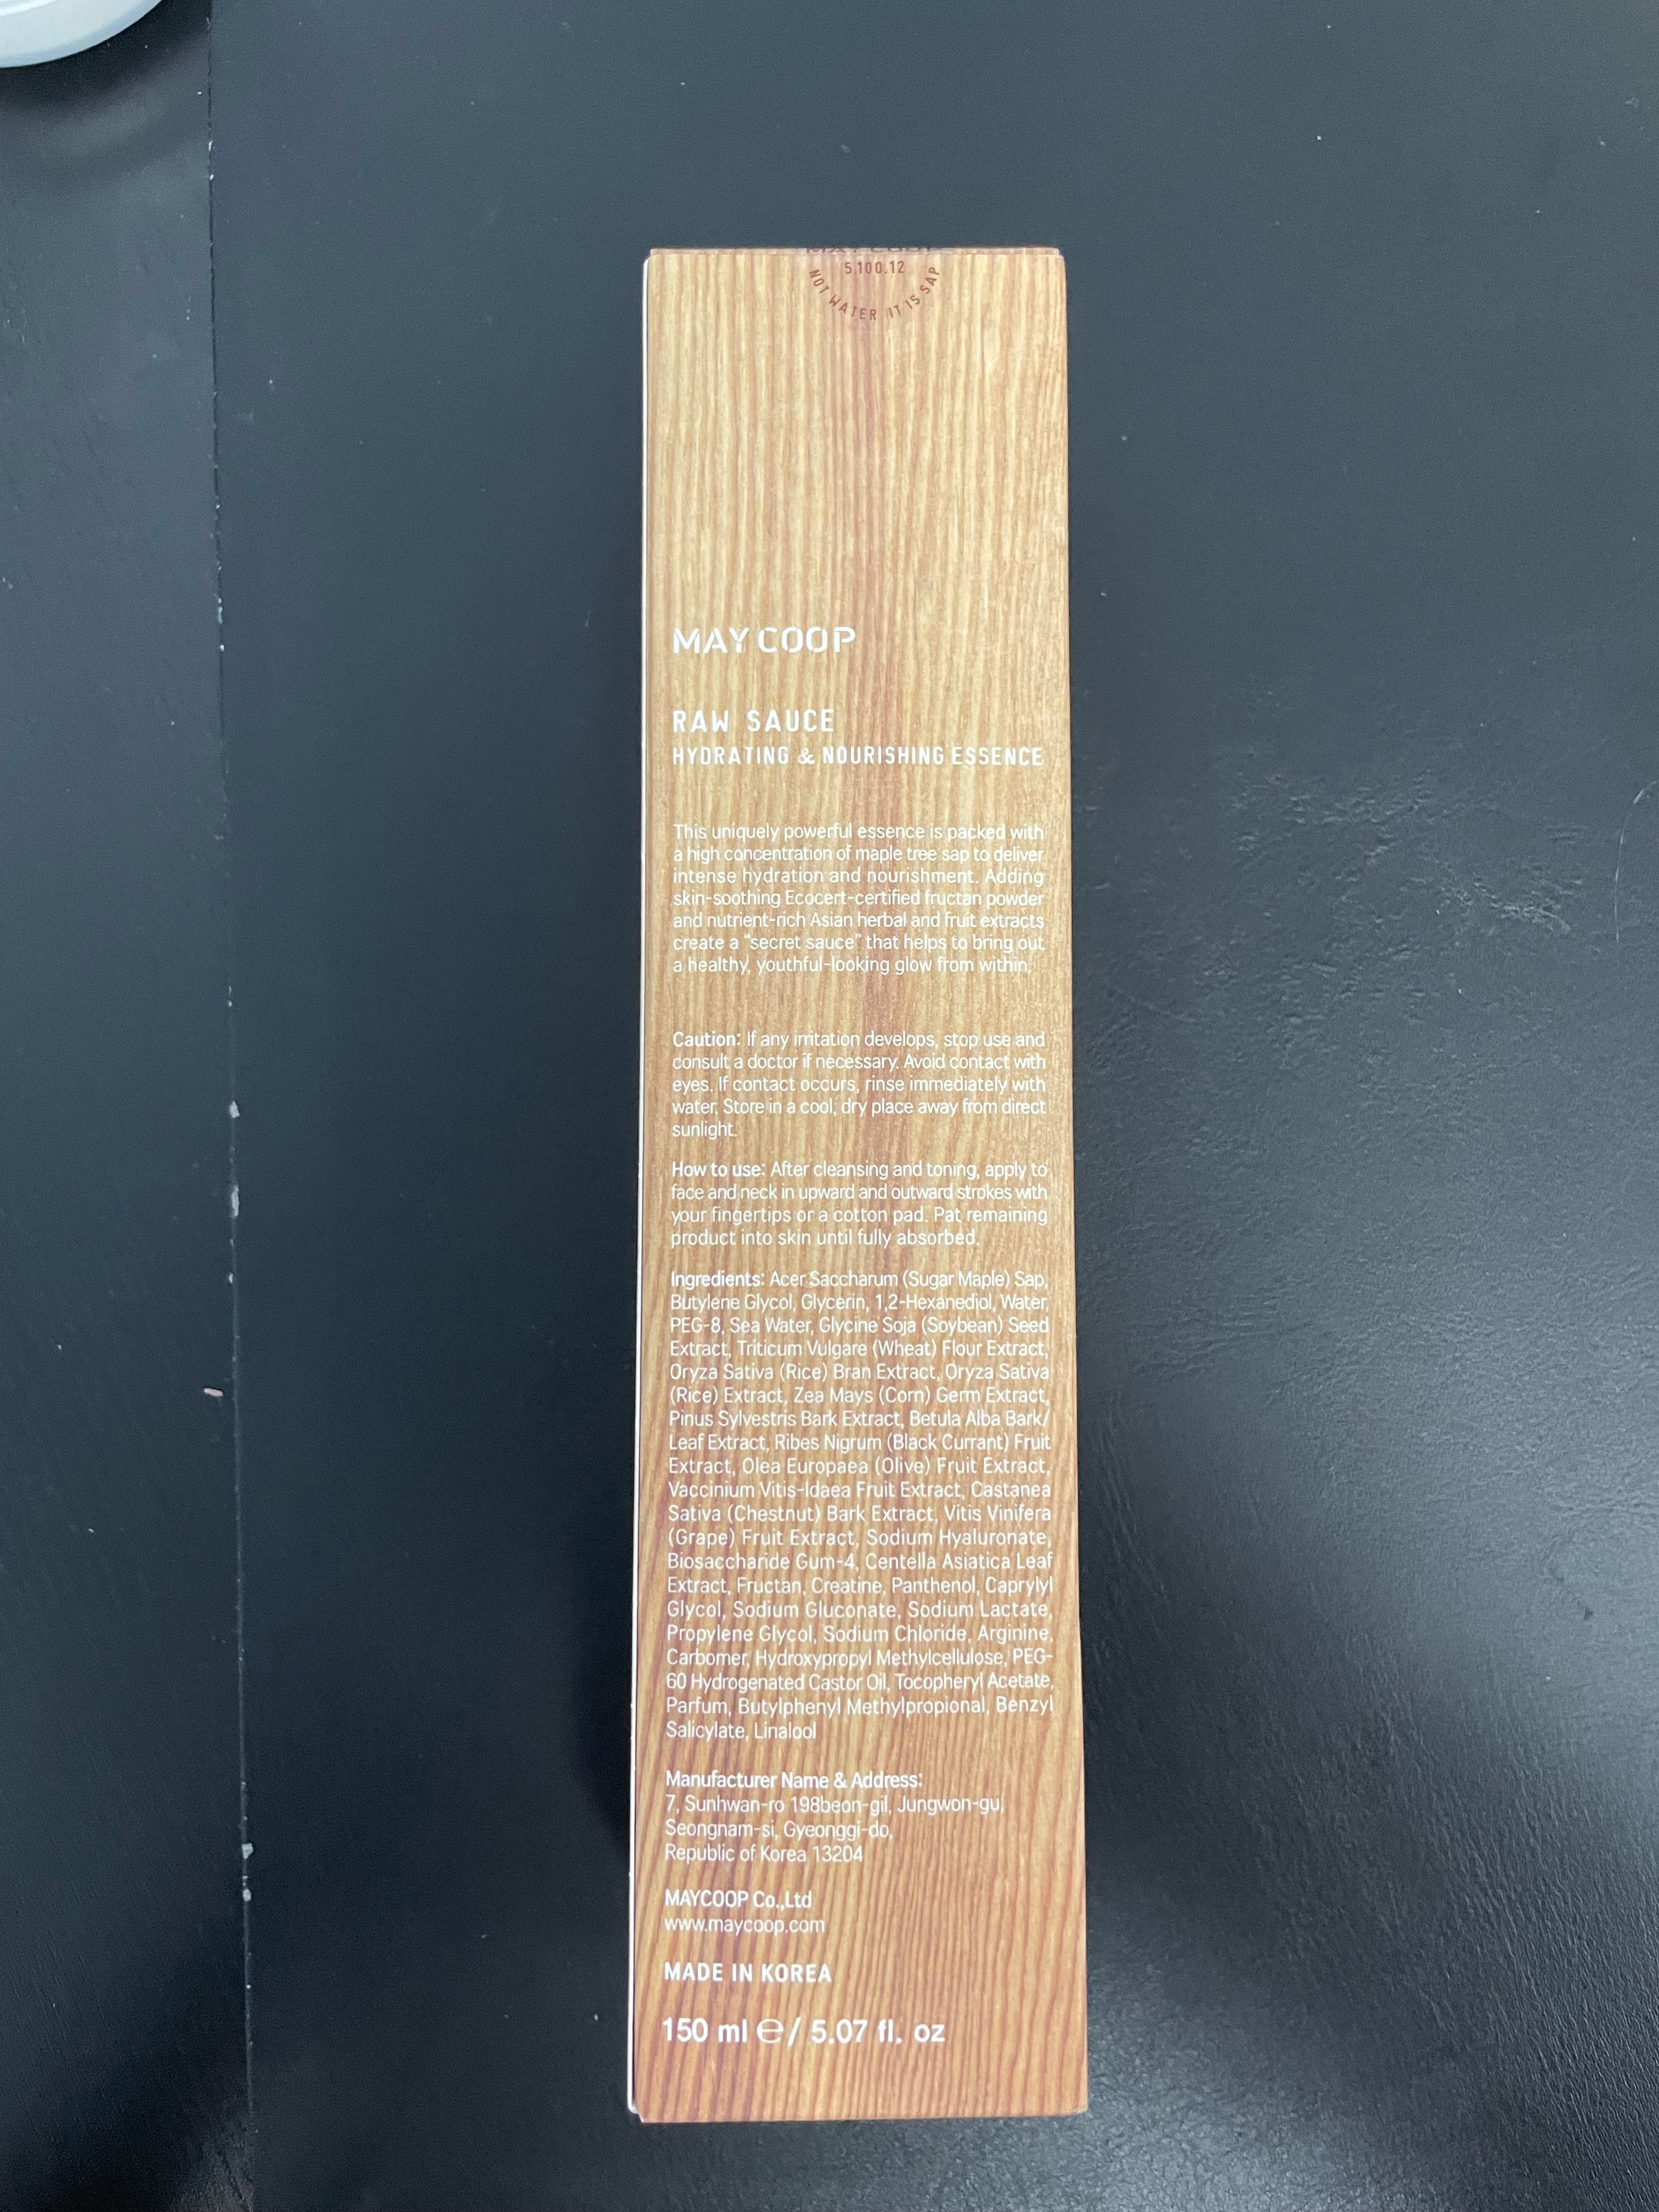 MAYCOOP
5.100.12
NOT WATER IT IS SAP
MAY COOP
RAW SAUCE
HYDRATING & NOURISHING ESSENCE
This uniquely powerful essence is packed with
a high concentration of maple tree sap to deliver
intense hydration and nourishment. Adding
skin-soothing Ecocert-certified fructan powder
and nutrient-rich Asian herbal and fruit extracts
create a “secret sauce” that helps to bring out
a healthy, youthful-looking glow from within.
Caution: If any irritation develops, stop use and
consult a doctor if necessary. Avoid contact with
eyes. If contact occurs, rinse immediately with
water. Store in a cool, dry place away from direct
sunlight.
How to use: After cleansing and toning, apply to
face and neck in upward and outward strokes with
your fingertips or a cotton pad. Pat remaining
product into skin until fully absorbed.
Ingredients: Acer Saccharum (Sugar Maple) Sap,
Butylene Glycol, Glycerin, 1,2-Hexanediol, Water,
PEG-8, Sea Water, Glycine Soja (Soybean) Seed
Extract, Triticum Vulgare (Wheat) Flour Extract,
Oryza Sativa (Rice) Bran Extract, Oryza Sativa
(Rice) Extract, Zea Mays (Corn) Germ Extract,
Pinus Sylvestris Bark Extract, Betula Alba Bark/
Leaf Extract, Ribes Nigrum (Black Currant) Fruit
Extract, Olea Europaea (Olive) Fruit Extract,
Vaccinium Vitis-Idaea Fruit Extract, Castanea
Sativa (Chestnut) Bark Extract, Vitis Vinifera
(Grape) Fruit Extract, Sodium Hyaluronate,
Biosaccharide Gum-4, Centella Asiatica Leaf
Extract, Fructan, Creatine, Panthenol, Caprylyl
Glycol, Sodium Gluconate, Sodium Lactate,
Propylene Glycol, Sodium Chloride, Arginine,
Carbomer, Hydroxypropyl Methylcellulose, PEG-
60 Hydrogenated Castor Oil, Tocopheryl Acetate,
Parfum, Butylphenyl Methylpropional, Benzyl
Salicylate, Linalool
Manufacturer Name & Address:
7, Sunhwan-ro 198beon-gil, Jungwon-gu,
Seongnam-si, Gyeonggi-do,
Republic of Korea 13204
MAYCOOP Co.,Ltd
www.maycoop.com
MADE IN KOREA
150 ml ℮/ 5.07 fl. oz